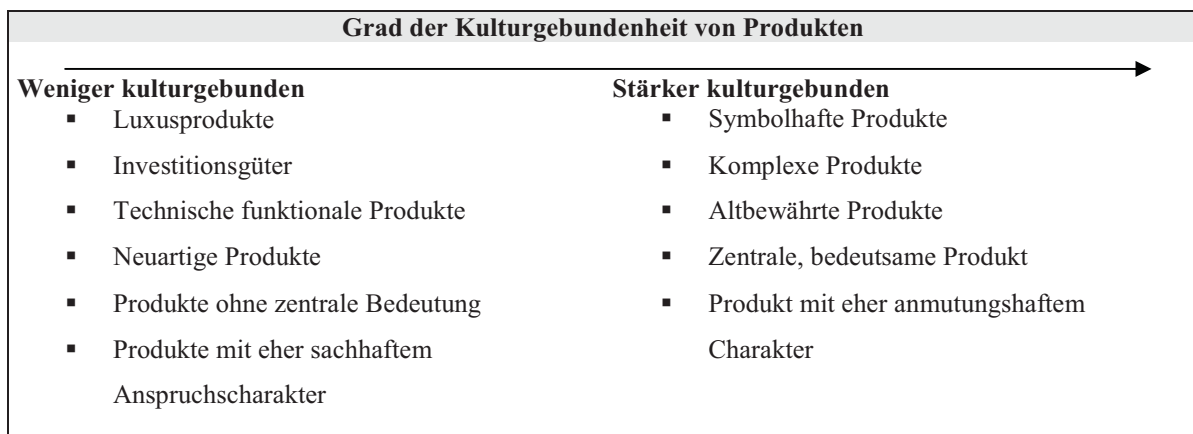 Grad der Kulturgebundenheit von Produkten
Weniger kulturgebunden
▪ Luxusprodukte
▪ Investitionsgüter
▪ Technische funktionale Produkte
▪ Neuartige Produkte
▪ Produkte ohne zentrale Bedeutung
▪ Produkte mit eher sachhaftem
Anspruchscharakter
Stärker kulturgebunden
▪ Symbolhafte Produkte
▪ Komplexe Produkte
▪ Altbewährte Produkte
▪ Zentrale, bedeutsame Produkt
▪ Produkt mit eher anmutungshaftem
Charakter